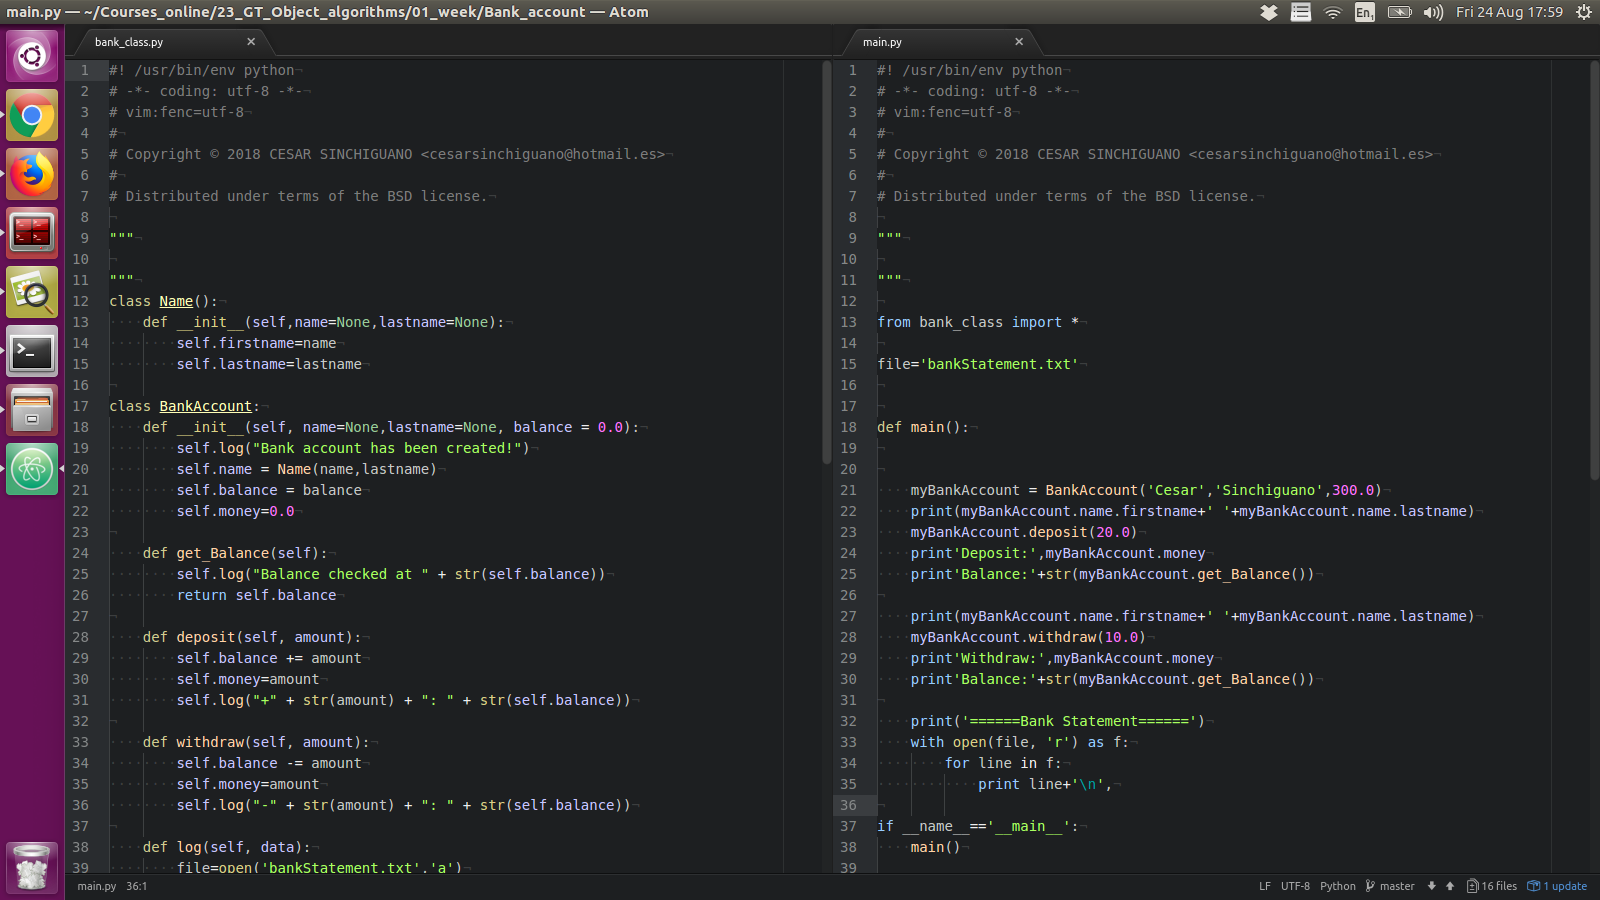 main.py — ~/Courses_online/23_GT_Object_algorithms/01_week/Bank_account — Atom
En1
Fri 24 Aug 17:59
bank_class.py ×
1 #! /usr/bin/env python
2 # -*- coding: utf-8 -*-
3 # vim:fenc=utf-8
4 #
5 # Copyright © 2018 CESAR SINCHIGUANO <cesarsinchiguano@hotmail.es>
6 #
7 # Distributed under terms of the BSD license.
8
9 """
10
11 """
12 class Name():
13     def __init__(self,name=None,lastname=None):
14         self.firstname=name
15         self.lastname=lastname
16
17 class BankAccount:
18     def __init__(self, name=None,lastname=None, balance = 0.0):
19         self.log("Bank account has been created!")
20         self.name = Name(name,lastname)
21         self.balance = balance
22         self.money=0.0
23
24     def get_Balance(self):
25         self.log("Balance checked at " + str(self.balance))
26         return self.balance
27
28     def deposit(self, amount):
29         self.balance += amount
30         self.money=amount
31         self.log("+" + str(amount) + ": " + str(self.balance))
32
33     def withdraw(self, amount):
34         self.balance -= amount
35         self.money=amount
36         self.log("-" + str(amount) + ": " + str(self.balance))
37
38     def log(self, data):
39         file=open('bankStatement.txt','a')
main.py ×
1 #! /usr/bin/env python
2 # -*- coding: utf-8 -*-
3 # vim:fenc=utf-8
4 #
5 # Copyright © 2018 CESAR SINCHIGUANO <cesarsinchiguano@hotmail.es>
6 #
7 # Distributed under terms of the BSD license.
8
9 """
10
11 """
12
13 from bank_class import *
14
15 file='bankStatement.txt'
16
17
18 def main():
19
20
21     myBankAccount = BankAccount('Cesar','Sinchiguano',300.0)
22     print(myBankAccount.name.firstname+' '+myBankAccount.name.lastname)
23     myBankAccount.deposit(20.0)
24     print'Deposit:',myBankAccount.money
25     print'Balance:'+str(myBankAccount.get_Balance())
26
27     print(myBankAccount.name.firstname+' '+myBankAccount.name.lastname)
28     myBankAccount.withdraw(10.0)
29     print'Withdraw:',myBankAccount.money
30     print'Balance:'+str(myBankAccount.get_Balance())
31
32     print('======Bank Statement======')
33     with open(file, 'r') as f:
34         for line in f:
35             print line+'\n',
36
37 if __name__=='__main__':
38     main()
39
main.py 36:1
LF UTF-8 Python master 16 files 1 update